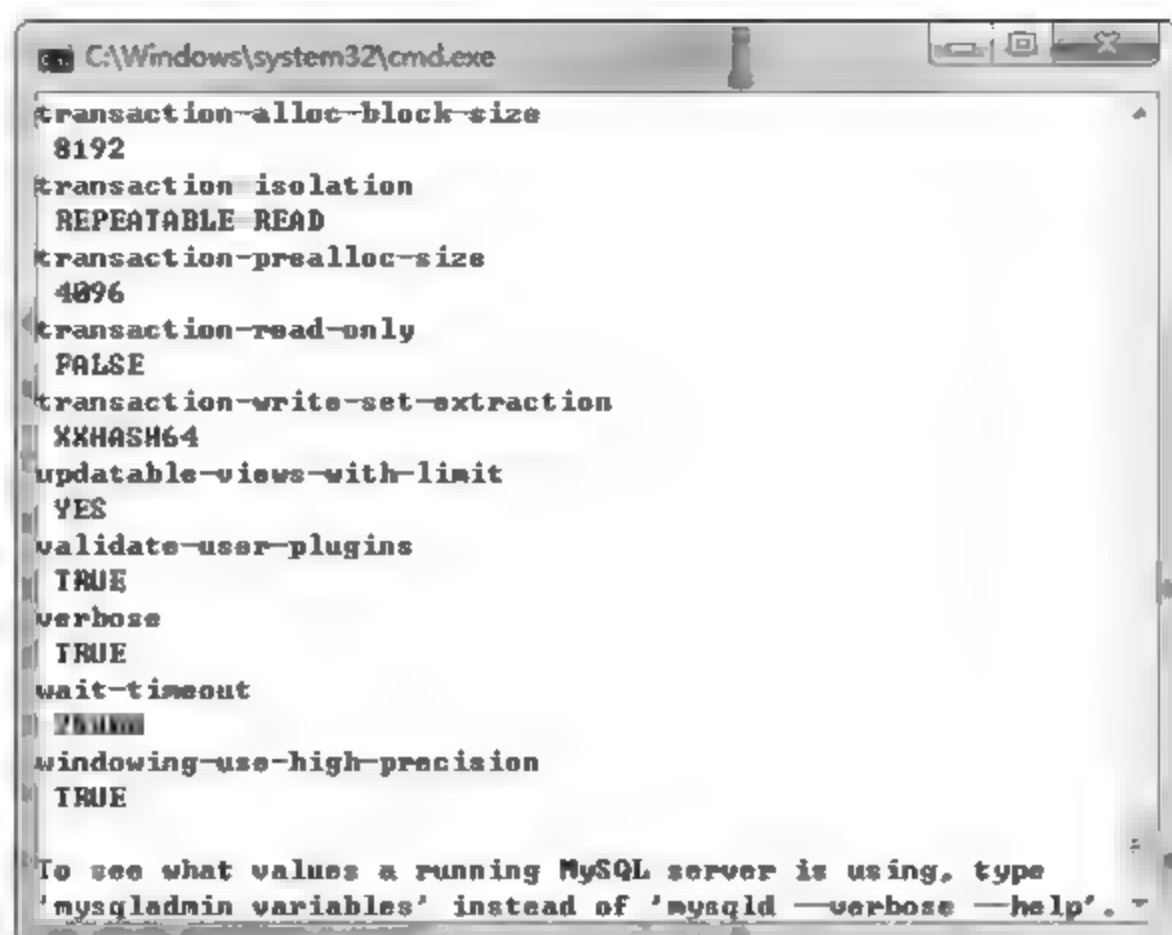 C:\Windows\system32\cmd.exe
transaction-alloc-block-size
8192
transaction-isolation
REPEATABLE-READ
transaction-prealloc-size
4096
transaction-read-only
FALSE
transaction-write-set-extraction
XXHASH64
updatable-views-with-limit
YES
validate-user-plugins
TRUE
verbose
TRUE
wait-timeout
windowing-use-high-precision
TRUE
To see what values a running MySQL server is using, type
'mysqladmin variables' instead of 'mysqld --verbose --help'.